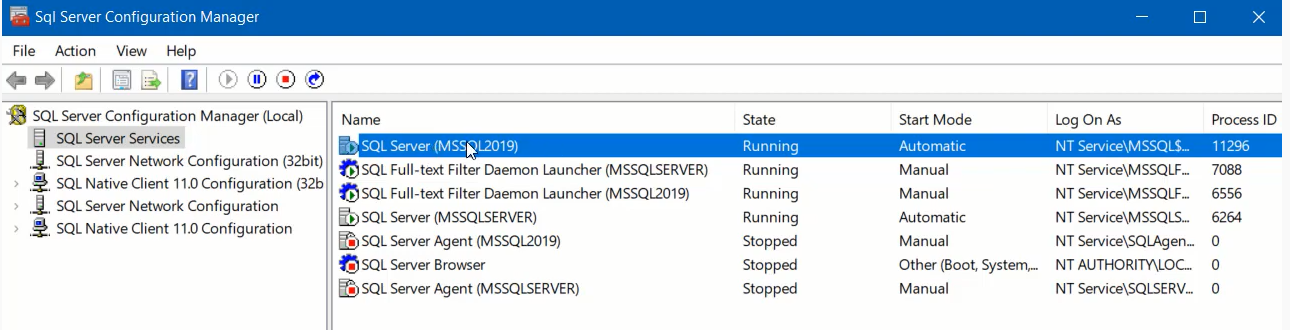 Sql Server Configuration Manager
File Action View Help
SQL Server Configuration Manager (Local)
SQL Server Services
SQL Server Network Configuration (32bit)
SQL Native Client 11.0 Configuration (32b
SQL Server Network Configuration
SQL Native Client 11.0 Configuration
Name State Start Mode Log On As Process ID
SQL Server (MSSQL2019) Running Automatic NT Service\MSSQL$... 11296
SQL Full-text Filter Daemon Launcher (MSSQLSERVER) Running Manual NT Service\MSSQLF... 7088
SQL Full-text Filter Daemon Launcher (MSSQL2019) Running Manual NT Service\MSSQLF... 6556
SQL Server (MSSQLSERVER) Running Automatic NT Service\MSSQLS... 6264
SQL Server Agent (MSSQL2019) Stopped Manual NT Service\SQLAgen... 0
SQL Server Browser Stopped Other (Boot, System,... NT AUTHORITY\LOC... 0
SQL Server Agent (MSSQLSERVER) Stopped Manual NT Service\SQLSERV... 0